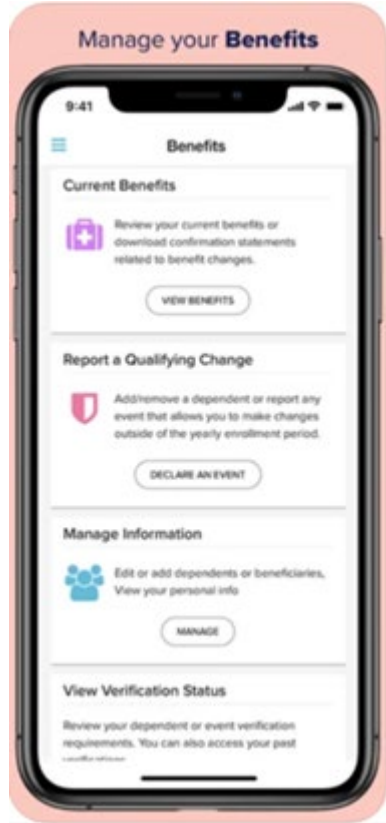 Manage your Benefits
9:41
Benefits
Current Benefits
Review your current benefits or
download confirmation statements
related to benefit changes.
VIEW BENEFITS
Report a Qualifying Change
Add/remove a dependent or report any
event that allows you to make changes
outside of the yearly enrollment period.
DECLARE AN EVENT
Manage Information
Edit or add dependents or beneficiaries,
View your personal info
MANAGE
View Verification Status
Review your dependent or event verification
requirements. You can also access your past